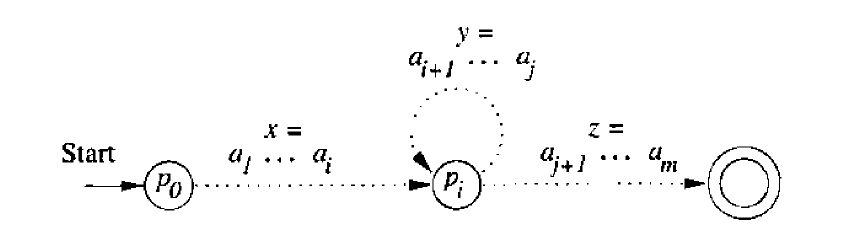 y =
a_{i+1} ⋯ a_j
x =
z =
Start
a_1 ⋯ a_i
a_{j+1} ⋯ a_m
p_0
p_i